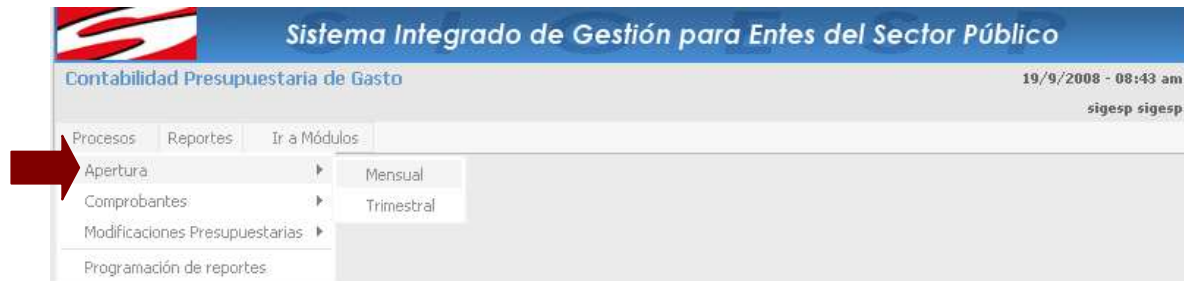 S I G E S P
Sistema Integrado de Gestión para Entes del Sector Público
Contabilidad Presupuestaria de Gasto
19/9/2008 - 08:43 am
sigesp sigesp
Procesos Reportes Ir a Módulos
Apertura Mensual
Comprobantes Trimestral
Modificaciones Presupuestarias
Programación de reportes